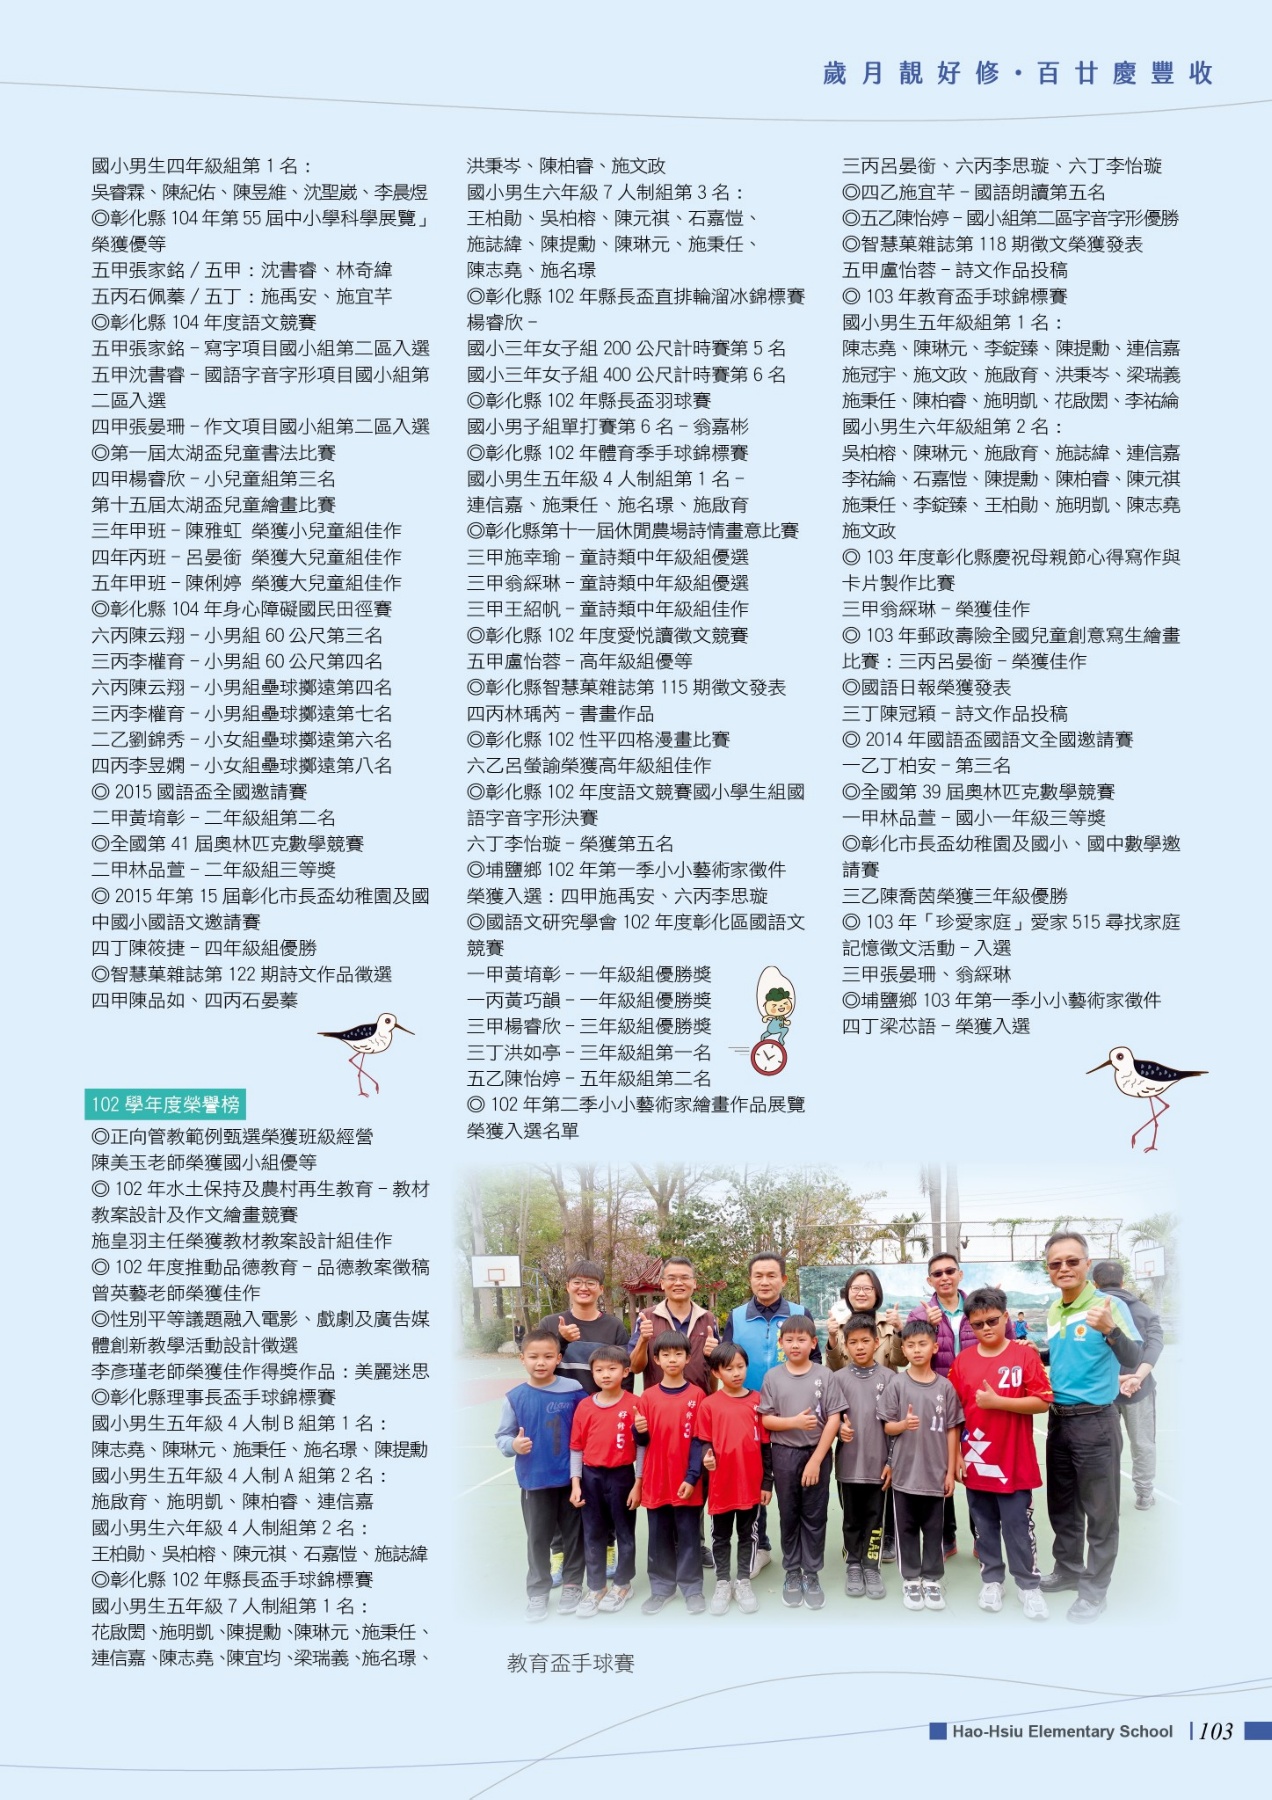 歲月靚好修・百廿慶豐收
國小男生四年級組第 1 名：
吳睿霖、陳紀佑、陳昱維、沈聖崴、李晨煜
◎彰化縣 104 年第 55 屆中小學科學展覽」
榮獲優等
五甲張家銘 / 五甲：沈書睿、林奇緯
五丙石佩蓁 / 五丁：施禹安、施宜芊
◎彰化縣 104 年度語文競賽
五甲張家銘－寫字項目國小組第二區入選
五甲沈書睿－國語字音字形項目國小組第
二區入選
四甲張晏珊－作文項目國小組第二區入選
◎第一屆太湖盃兒童書法比賽
四甲楊睿欣－小兒童組第三名
第十五屆太湖盃兒童繪畫比賽
三年甲班－陳雅虹 榮獲小兒童組佳作
四年丙班－呂晏銜 榮獲大兒童組佳作
五年甲班－陳俐婷 榮獲大兒童組佳作
◎彰化縣 104 年身心障礙國民田徑賽
六丙陳云翔－小男組 60 公尺第三名
三丙李權育－小男組 60 公尺第四名
六丙陳云翔－小男組壘球擲遠第四名
三丙李權育－小男組壘球擲遠第七名
二乙劉錦秀－小女組壘球擲遠第六名
四丙李昱嫻－小女組壘球擲遠第八名
◎ 2015 國語盃全國邀請賽
二甲黃堉彰－二年級組第二名
◎全國第 41 屆奧林匹克數學競賽
二甲林品萱－二年級組三等獎
◎ 2015 年第 15 屆彰化市長盃幼稚園及國
中國小國語文邀請賽
四丁陳筱捷－四年級組優勝
◎智慧菓雜誌第 122 期詩文作品徵選
四甲陳品如、四丙石晏蓁
102 學年度榮譽榜
◎正向管教範例甄選榮獲班級經營
陳美玉老師榮獲國小組優等
◎ 102 年水土保持及農村再生教育－教材
教案設計及作文繪畫競賽
施皇羽主任榮獲教材教案設計組佳作
◎ 102 年度推動品德教育－品德教案徵稿
曾英藝老師榮獲佳作
◎性別平等議題融入電影、戲劇及廣告媒
體創新教學活動設計徵選
李彥瑾老師榮獲佳作得獎作品：美麗迷思
◎彰化縣理事長盃手球錦標賽
國小男生五年級 4 人制 B 組第 1 名：
陳志堯、陳琳元、施秉任、施名璟、陳提勳
國小男生五年級 4 人制 A 組第 2 名：
施啟育、施明凱、陳柏睿、連信嘉
國小男生六年級 4 人制組第 2 名：
王柏勛、吳柏榕、陳元祺、石嘉愷、施誌緯
◎彰化縣 102 年縣長盃手球錦標賽
國小男生五年級 7 人制組第 1 名：
花啟閎、施明凱、陳提勳、陳琳元、施秉任、
連信嘉、陳志堯、陳宜均、梁瑞義、施名璟、
洪秉岑、陳柏睿、施文政
國小男生六年級 7 人制組第 3 名：
王柏勛、吳柏榕、陳元祺、石嘉愷、
施誌緯、陳提勳、陳琳元、施秉任、
陳志堯、施名璟
◎彰化縣 102 年縣長盃直排輪溜冰錦標賽
楊睿欣－
國小三年女子組 200 公尺計時賽第 5 名
國小三年女子組 400 公尺計時賽第 6 名
◎彰化縣 102 年縣長盃羽球賽
國小男子組單打賽第 6 名－翁嘉彬
◎彰化縣 102 年體育季手球錦標賽
國小男生五年級 4 人制組第 1 名－
連信嘉、施秉任、施名璟、施啟育
◎彰化縣第十一屆休閒農場詩情畫意比賽
三甲施幸瑜－童詩類中年級組優選
三甲翁綵琳－童詩類中年級組優選
三甲王紹帆－童詩類中年級組佳作
◎彰化縣 102 年度愛悅讀徵文競賽
五甲盧怡蓉－高年級組優等
◎彰化縣智慧菓雜誌第 115 期徵文發表
四丙林瑀芮－書畫作品
◎彰化縣 102 性平四格漫畫比賽
六乙呂螢諭榮獲高年級組佳作
◎彰化縣 102 年度語文競賽國小學生組國
語字音字形決賽
六丁李怡璇－榮獲第五名
◎埔鹽鄉 102 年第一季小小藝術家徵件
榮獲入選：四甲施禹安、六丙李思璇
◎國語文研究學會 102 年度彰化區國語文
競賽
一甲黃堉彰－一年級組優勝獎
一丙黃巧韻－一年級組優勝獎
三甲楊睿欣－三年級組優勝獎
三丁洪如亭－三年級組第一名
五乙陳怡婷－五年級組第二名
◎ 102 年第二季小小藝術家繪畫作品展覽
榮獲入選名單
三丙呂晏銜、六丙李思璇、六丁李怡璇
◎四乙施宜芊－國語朗讀第五名
◎五乙陳怡婷－國小組第二區字音字形優勝
◎智慧菓雜誌第 118 期徵文榮獲發表
五甲盧怡蓉－詩文作品投稿
◎ 103 年教育盃手球錦標賽
國小男生五年級組第 1 名：
陳志堯、陳琳元、李錠臻、陳提勳、連信嘉
施冠宇、施文政、施啟育、洪秉岑、梁瑞義
施秉任、陳柏睿、施明凱、花啟閎、李祐綸
國小男生六年級組第 2 名：
吳柏榕、陳琳元、施啟育、施誌緯、連信嘉
李祐綸、石嘉愷、陳提勳、陳柏睿、陳元祺
施秉任、李錠臻、王柏勛、施明凱、陳志堯
施文政
◎ 103 年度彰化縣慶祝母親節心得寫作與
卡片製作比賽
三甲翁綵琳－榮獲佳作
◎ 103 年郵政壽險全國兒童創意寫生繪畫
比賽：三丙呂晏銜－榮獲佳作
◎國語日報榮獲發表
三丁陳冠穎－詩文作品投稿
◎ 2014 年國語盃國語文全國邀請賽
一乙丁柏安－第三名
◎全國第 39 屆奧林匹克數學競賽
一甲林品萱－國小一年級三等獎
◎彰化市長盃幼稚園及國小、國中數學邀
請賽
三乙陳喬茵榮獲三年級優勝
◎ 103 年「珍愛家庭」愛家 515 尋找家庭
記憶徵文活動－入選
三甲張晏珊、翁綵琳
◎埔鹽鄉 103 年第一季小小藝術家徵件
四丁梁芯語－榮獲入選
好修 5
好修 3
好修 1
好修 11
20
TLAB
教育盃手球賽
Hao-Hsiu Elementary School | 103